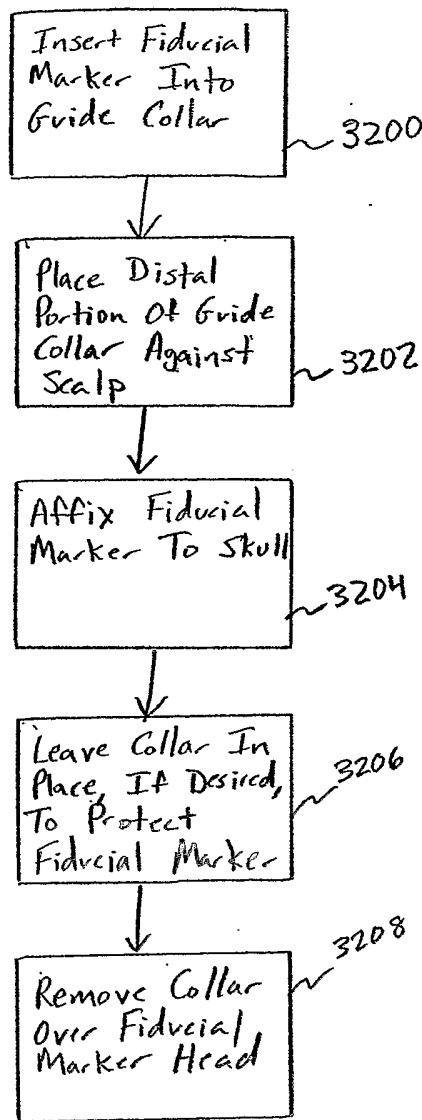 Insert Fiducial
Marker Into
Guide Collar
3200
Place Distal
Portion Of Guide
Collar Against
Scalp
3202
Affix Fiducial
Marker To Skull
3204
Leave Collar In
Place, If Desired,
To Protect
Fiducial Marker
3206
Remove Collar
Over Fiducial
Marker Head
3208